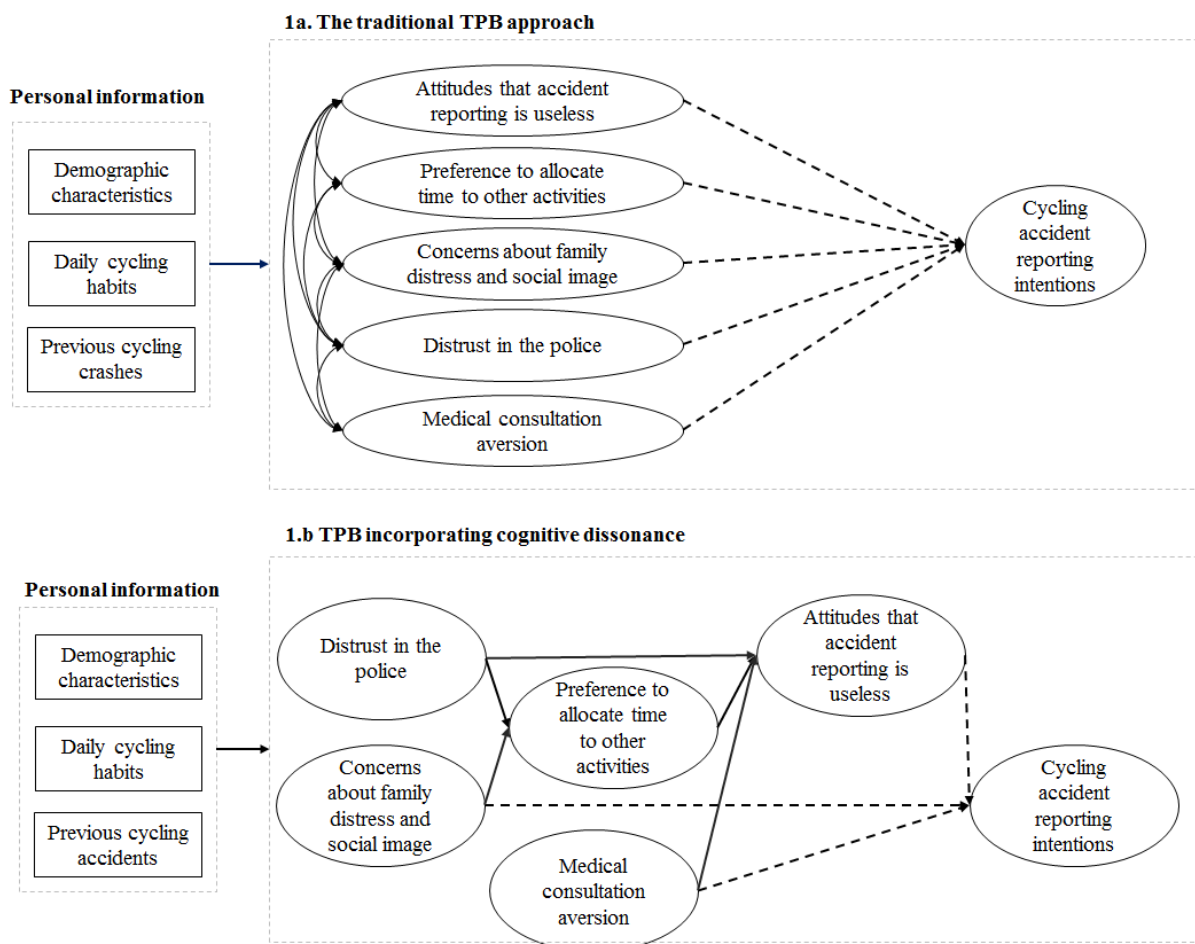 1a. The traditional TPB approach
Personal information
Demographic
characteristics
Daily cycling
habits
Previous cycling
crashes
Attitudes that accident
reporting is useless
Preference to allocate
time to other activities
Concerns about family
distress and social image
Distrust in the police
Medical consultation
aversion
Cycling
accident
reporting
intentions
1.b TPB incorporating cognitive dissonance
Personal information
Demographic
characteristics
Daily cycling
habits
Previous cycling
accidents
Distrust in the
police
Concerns about
family
distress and
social image
Preference to
allocate time
to other
activities
Medical
consultation
aversion
Attitudes that
accident
reporting is
useless
Cycling
accident
reporting
intentions